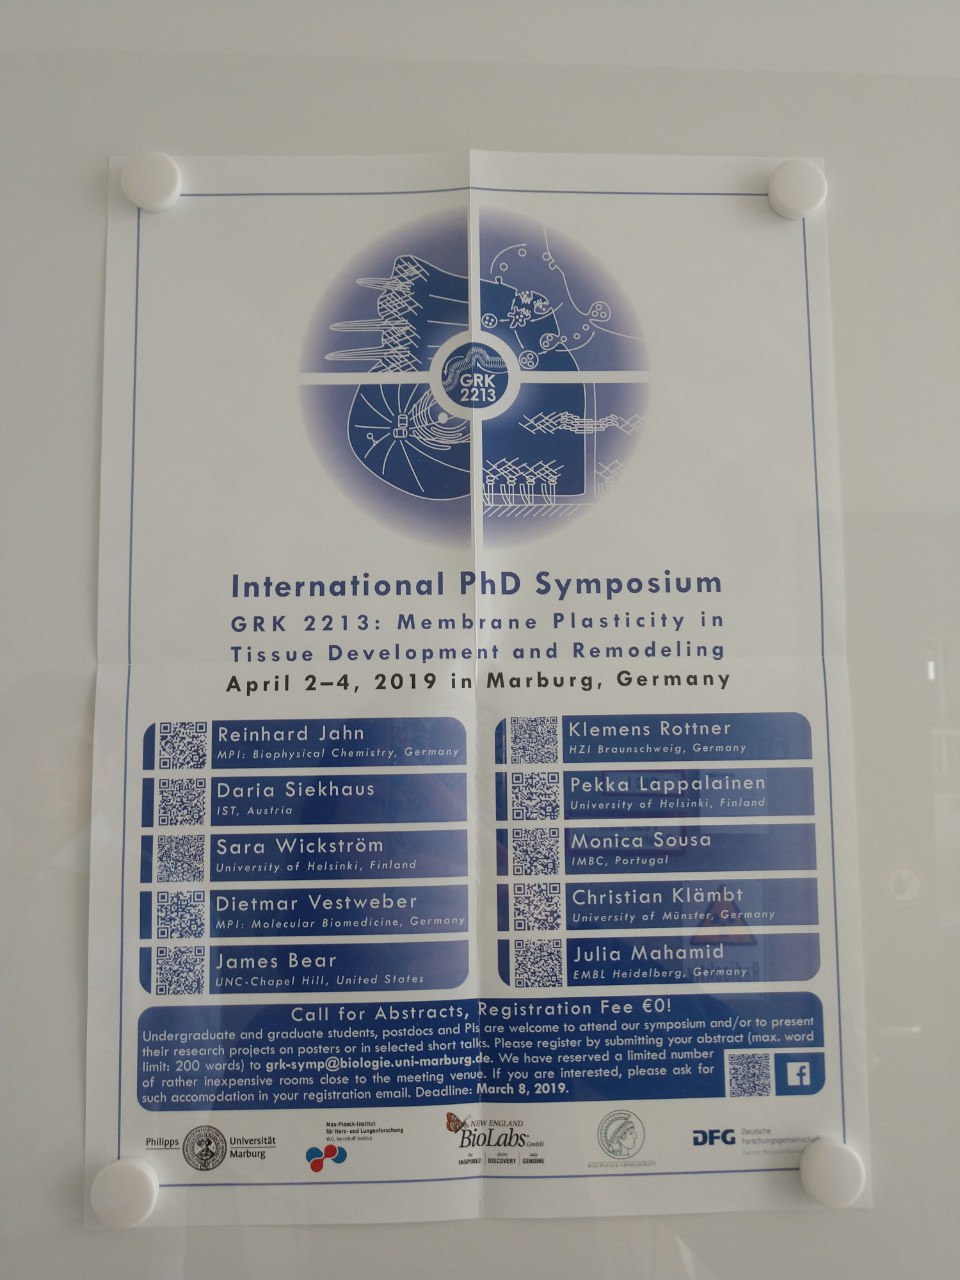 GRK
2213
International PhD Symposium
GRK 2213: Membrane Plasticity in
Tissue Development and Remodeling
April 2–4, 2019 in Marburg, Germany
Reinhard Jahn
MPI: Biophysical Chemistry, Germany
Daria Siekhaus
IST, Austria
Sara Wickström
University of Helsinki, Finland
Dietmar Vestweber
MPI: Molecular Biomedicine, Germany
James Bear
UNC-Chapel Hill, United States
Klemens Rottner
HZI Braunschweig, Germany
Pekka Lappalainen
University of Helsinki, Finland
Monica Sousa
IMBC, Portugal
Christian Klämbt
University of Münster, Germany
Julia Mahamid
EMBL Heidelberg, Germany
Call for Abstracts, Registration Fee €0!
Undergraduate and graduate students, postdocs and PIs are welcome to attend our symposium and/or to present
their research projects on posters or in selected short talks. Please register by submitting your abstract (max. word
limit: 200 words) to grk-symp@biologie.uni-marburg.de. We have reserved a limited number
of rather inexpensive rooms close to the meeting venue. If you are interested, please ask for
such accomodation in your registration email. Deadline: March 8, 2019.
f
Philipps Universität
Marburg
Max-Planck-Institut
für Herz- und Lungenforschung
W.G. Kerckhoff-Institut
NEW ENGLAND
BioLabs GmbH
be INSPIRED drive DISCOVERY stay GENUINE
MAX-PLANCK-GESELLSCHAFT
DFG Deutsche